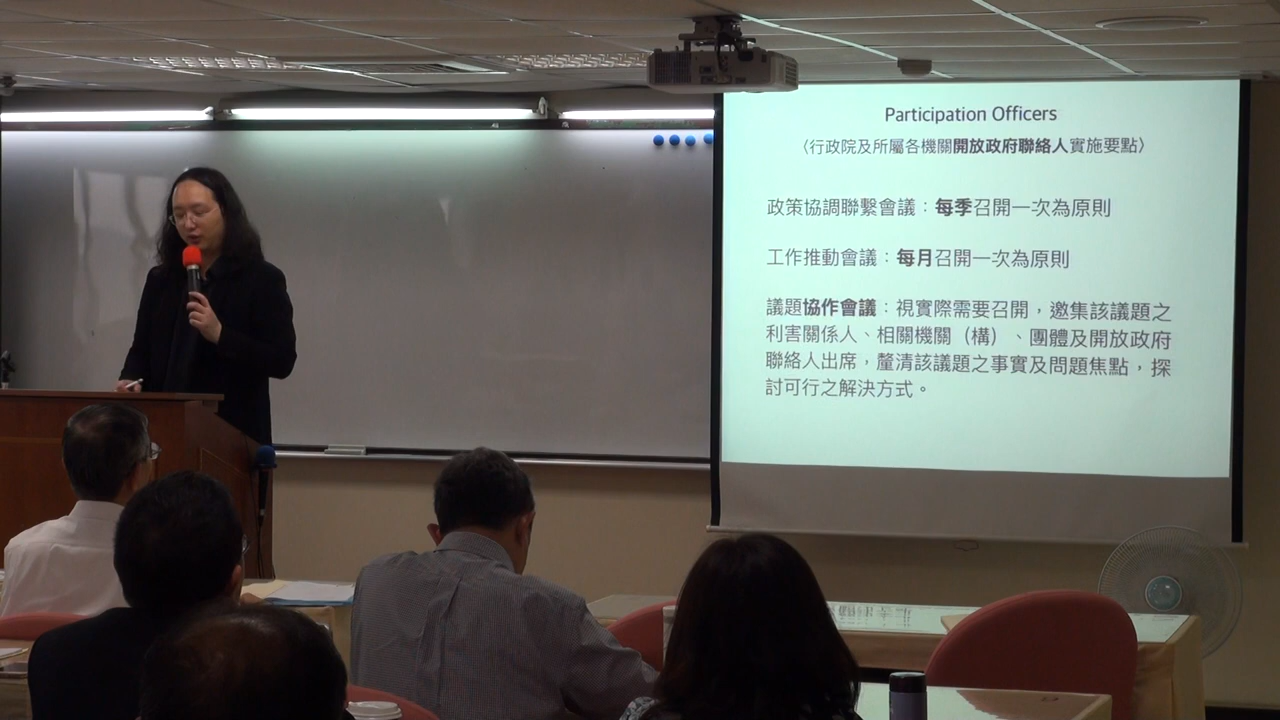 Participation Officers
〈行政院及所屬各機關開放政府聯絡人實施要點〉
政策協調聯繫會議：每季召開一次為原則
工作推動會議：每月召開一次為原則
議題協作會議：視實際需要召開，邀集該議題之
利害關係人、相關機關（構）、團體及開放政府
聯絡人出席，釐清該議題之事實及問題焦點，探
討可行之解決方式。